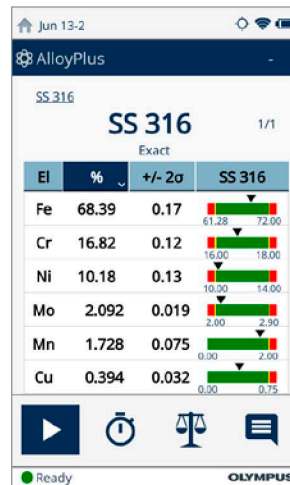 Jun 13-2
AlloyPlus -
SS 316
SS 316 1/1
Exact
El % +/- 2σ SS 316
Fe 68.39 0.17
61.28 72.00
Cr 16.82 0.12
16.00 18.00
Ni 10.18 0.13
10.00 14.00
Mo 2.092 0.019
2.00 2.90
Mn 1.728 0.075
0.00 2.00
Cu 0.394 0.032
0.00 0.75
Ready OLYMPUS